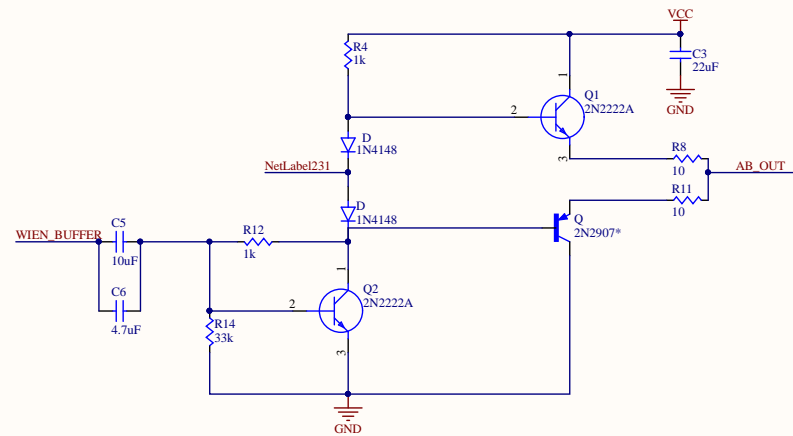 VCC
R4
1k
C3
22uF
GND
1
Q1
2N2222A
2
3
D
1N4148
NetLabel231
R8
10
AB_OUT
R11
10
D
1N4148
Q
2N2907*
WIEN_BUFFER
C5
10uF
R12
1k
C6
4.7uF
1
Q2
2N2222A
2
3
R14
33k
GND